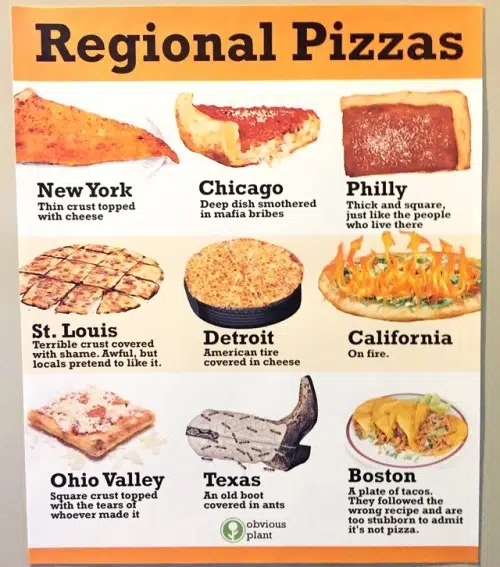 Regional Pizzas
New York
Thin crust topped
with cheese
Chicago
Deep dish smothered
in mafia bribes
Philly
Thick and square,
just like the people
who live there
St. Louis
Terrible crust covered
with shame. Awful, but
locals pretend to like it.
Detroit
American tire
covered in cheese
California
On fire.
Ohio Valley
Square crust topped
with the tears of
whoever made it
Texas
An old boot
covered in ants
Boston
A plate of tacos.
They followed the
wrong recipe and are
too stubborn to admit
it's not pizza.
obvious
plant